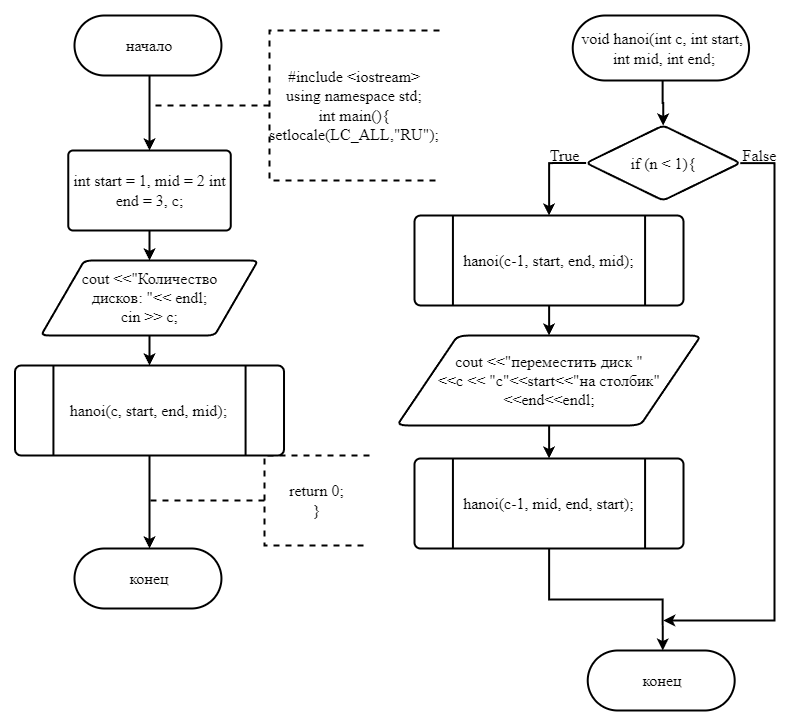 начало
#include <iostream>
using namespace std;
int main(){
setlocale(LC_ALL,"RU");
int start = 1, mid = 2 int
end = 3, c;
cout <<"Количество
дисков: "<< endl;
cin >> c;
hanoi(c, start, end, mid);
return 0;
}
конец
void hanoi(int c, int start,
int mid, int end;
if (n < 1){
True
False
hanoi(c-1, start, end, mid);
cout <<"переместить диск "
<<c << "с"<<start<<"на столбик"
<<end<<endl;
hanoi(c-1, mid, end, start);
конец